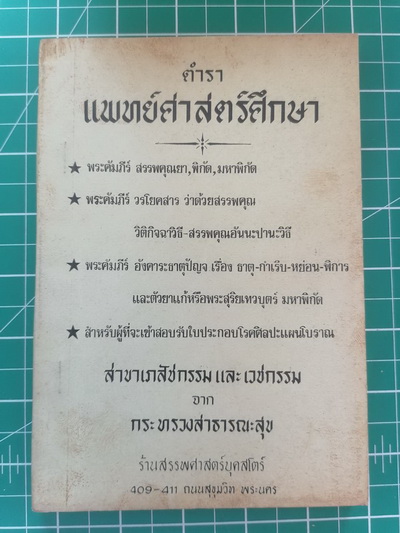 ตำรา
แพทย์ศาสตร์ศึกษา
★ พระคัมภีร์ สรรพคุณยา,พิกัด,มหาพิกัด
★ พระคัมภีร์ วรโยคสาร ว่าด้วยสรรพคุณ
วิติกิจฉาวิธี-สรรพคุณอันนะปานะวิธี
★ พระคัมภีร์ อังคาระธาตุปัญจ เรื่อง ธาตุ-กำเริบ-หย่อน-พิการ
และตัวยาแก้หรือพระสุริยเทวบุตร์ มหาพิกัด
★ สำหรับผู้ที่จะเข้าสอบรับใบประกอบโรคศิลปะแผนโบราณ
สาขาเภสัชกรรม และ เวชกรรม
จาก
กระทรวงสาธารณะสุข
ร้านสรรพศาสตร์บุคสโตร์
409-411 ถนนสุขุมวิท พระนคร